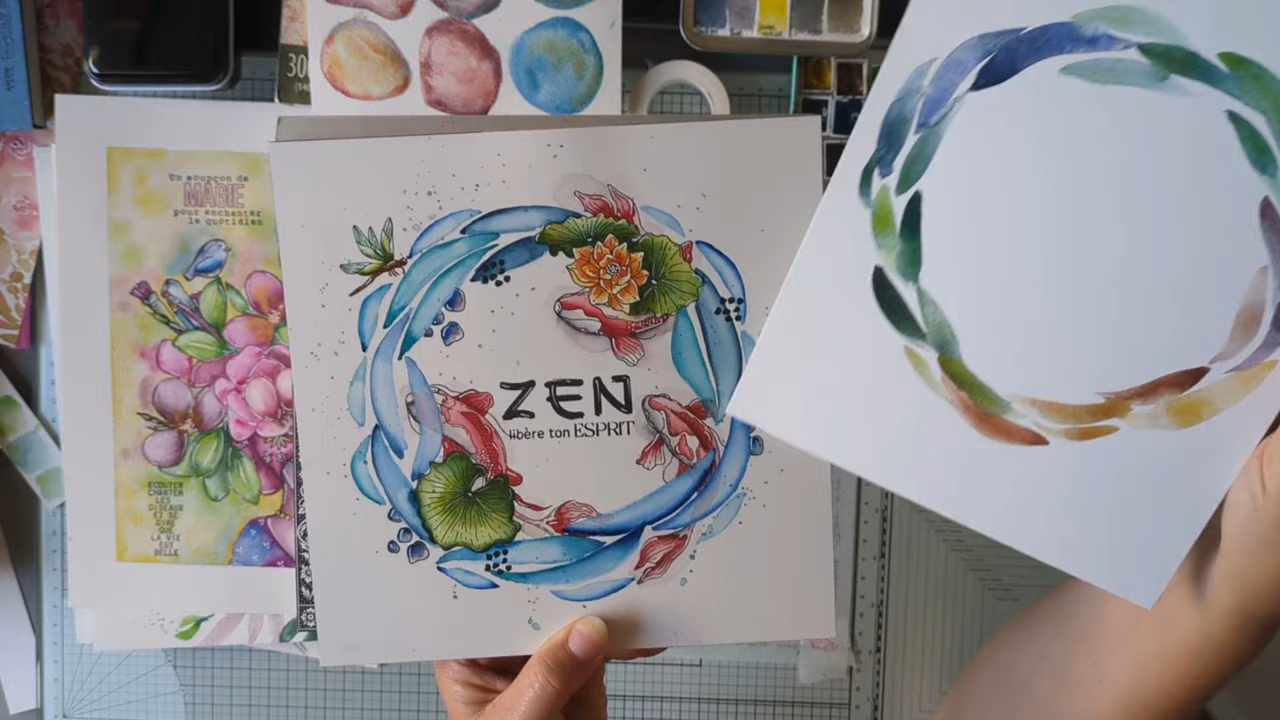 30
Un soupçon de
MAGIE
pour enchanter
le quotidien
ZEN
libère ton ESPRIT
ECOUTER
CHANTER
LES
OISEAUX
ET SE
DIRE
QUE
LA VIE
EST
BELLE